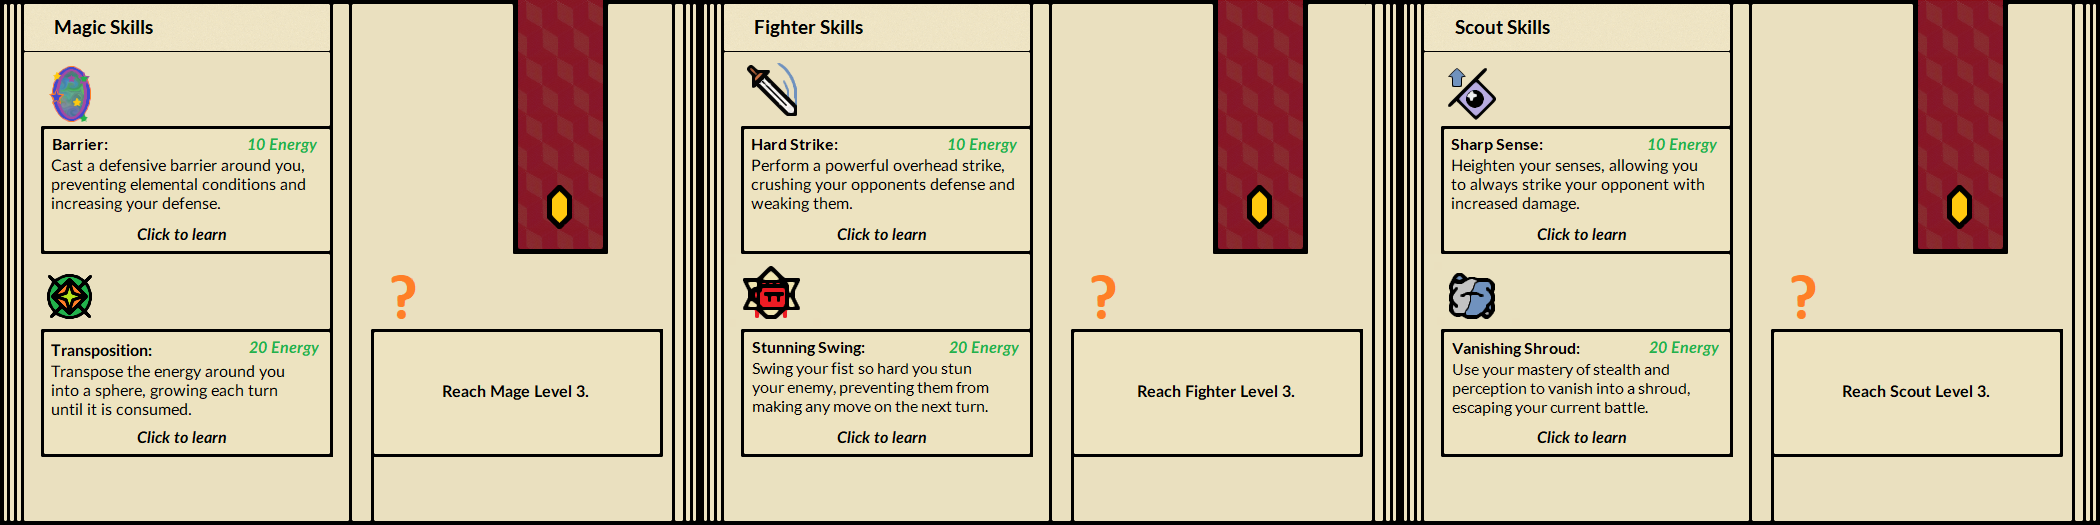 Magic Skills
Barrier:
10 Energy
Cast a defensive barrier around you,
preventing elemental conditions and
increasing your defense.
Click to learn
Transposition:
20 Energy
Transpose the energy around you
into a sphere, growing each turn
until it is consumed.
Click to learn
?
Reach Mage Level 3.
Fighter Skills
Hard Strike:
10 Energy
Perform a powerful overhead strike,
crushing your opponents defense and
weaking them.
Click to learn
Stunning Swing:
20 Energy
Swing your fist so hard you stun
your enemy, preventing them from
making any move on the next turn.
Click to learn
?
Reach Fighter Level 3.
Scout Skills
Sharp Sense:
10 Energy
Heighten your senses, allowing you
to always strike your opponent with
increased damage.
Click to learn
Vanishing Shroud:
20 Energy
Use your mastery of stealth and
perception to vanish into a shroud,
escaping your current battle.
Click to learn
?
Reach Scout Level 3.